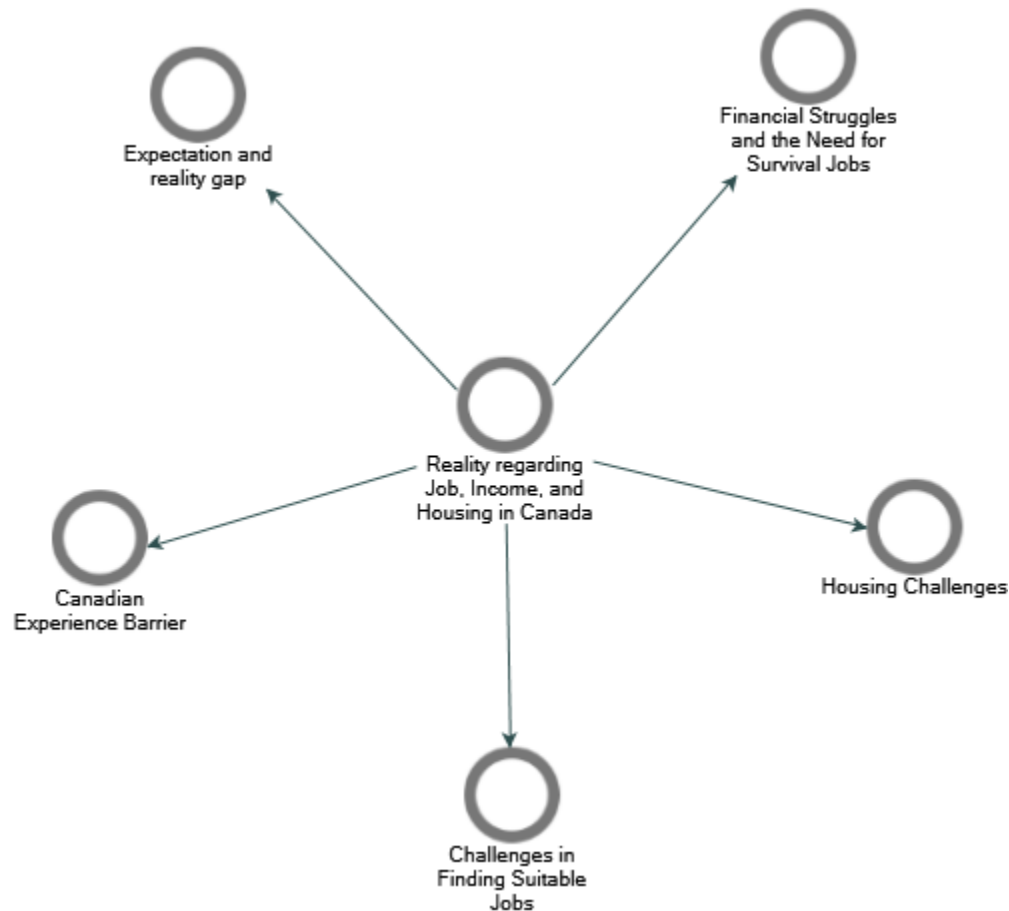 Financial Struggles
and the Need for
Survival Jobs
Expectation and
reality gap
Reality regarding
Job, Income, and
Housing in Canada
Housing Challenges
Canadian
Experience Barrier
Challenges in
Finding Suitable
Jobs